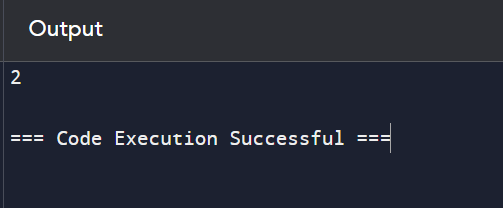 Output
2
=== Code Execution Successful ===